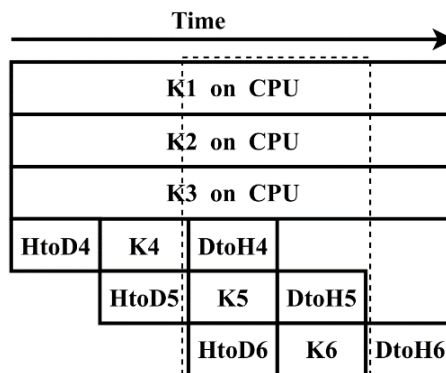 Time
K1 on CPU
K2 on CPU
K3 on CPU
HtoD4 K4 DtoH4
HtoD5 K5 DtoH5
HtoD6 K6 DtoH6